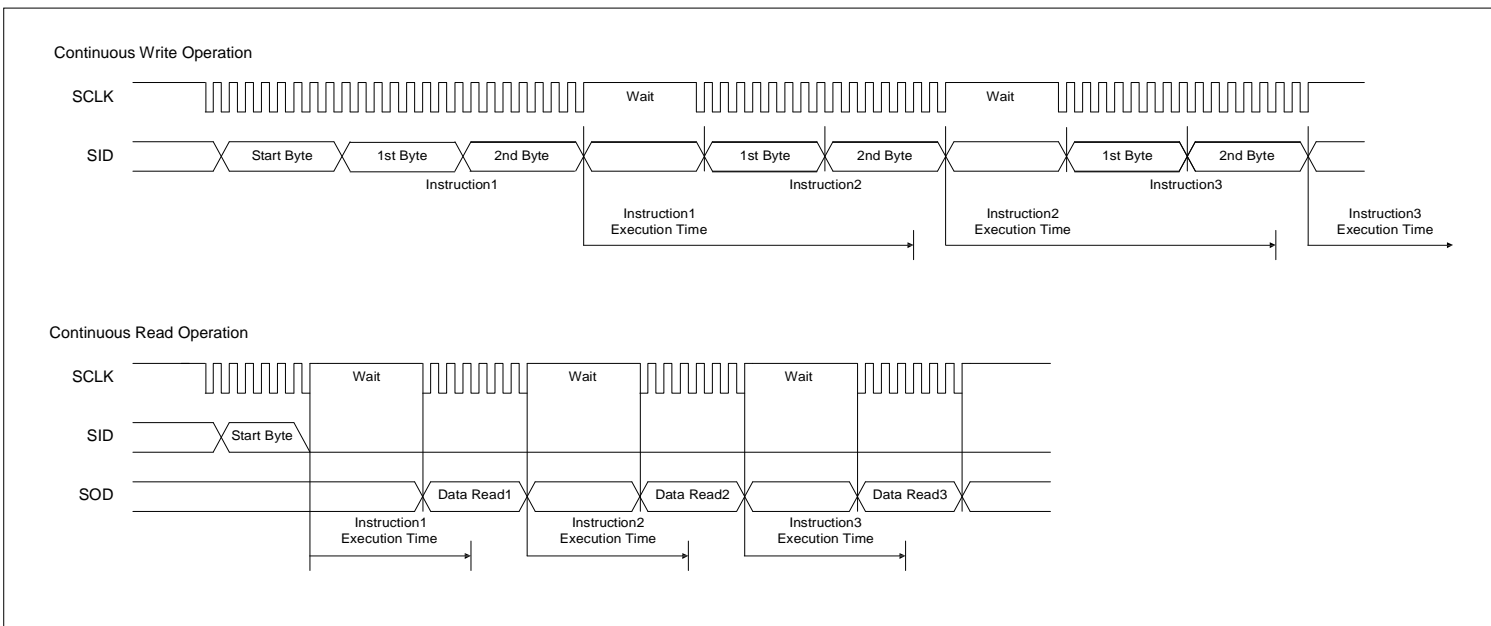 Continuous Write Operation
SCLK
Wait
Wait
SID
Start Byte
1st Byte
2nd Byte
1st Byte
2nd Byte
1st Byte
2nd Byte
Instruction1
Instruction2
Instruction3
Instruction1
Execution Time
Instruction2
Execution Time
Instruction3
Execution Time
Continuous Read Operation
SCLK
Wait
Wait
Wait
SID
Start Byte
SOD
Data Read1
Data Read2
Data Read3
Instruction1
Execution Time
Instruction2
Execution Time
Instruction3
Execution Time